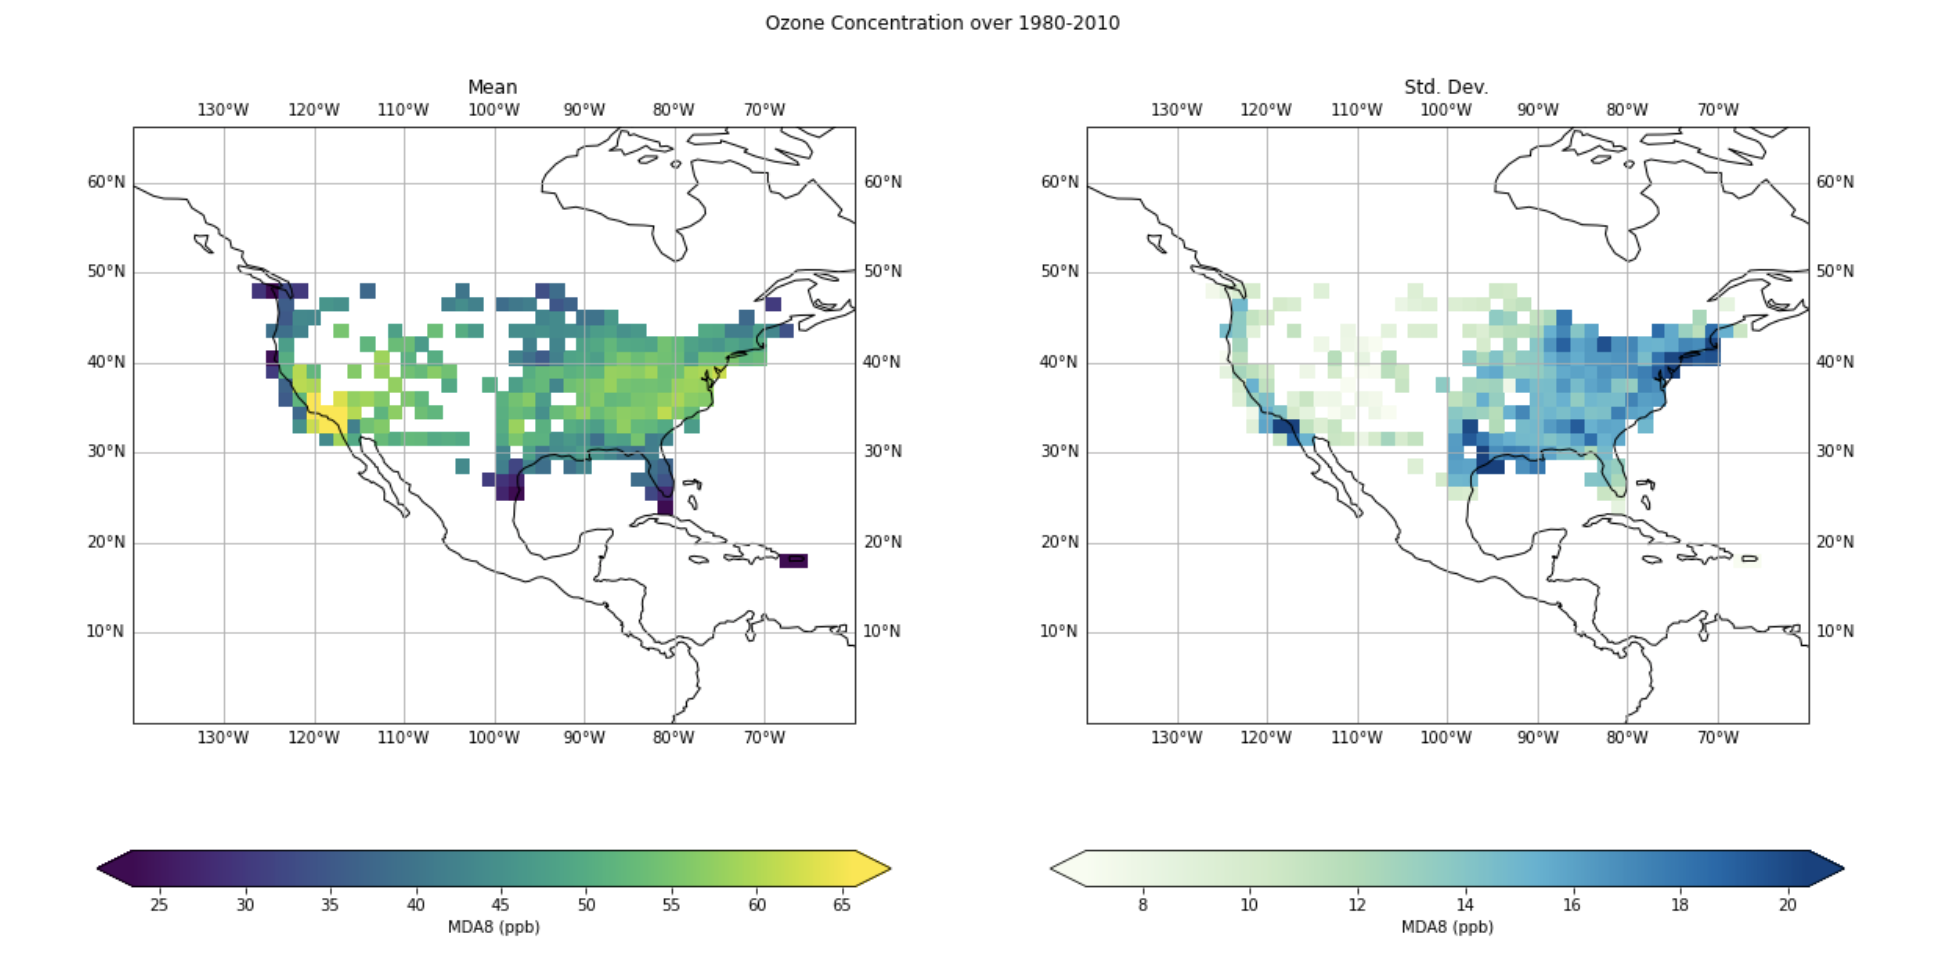 Ozone Concentration over 1980-2010
Mean
Std. Dev.
130°W 120°W 110°W 100°W 90°W 80°W 70°W
130°W 120°W 110°W 100°W 90°W 80°W 70°W
60°N 60°N 60°N 60°N
50°N 50°N 50°N 50°N
40°N 40°N 40°N 40°N
30°N 30°N 30°N 30°N
20°N 20°N 20°N 20°N
10°N 10°N 10°N 10°N
130°W 120°W 110°W 100°W 90°W 80°W 70°W
130°W 120°W 110°W 100°W 90°W 80°W 70°W
25 30 35 40 45 50 55 60 65
MDA8 (ppb)
8 10 12 14 16 18 20
MDA8 (ppb)